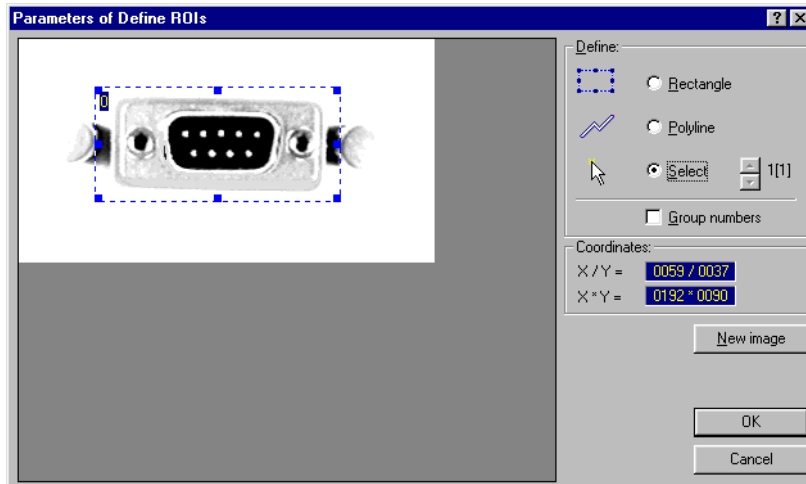 Parameters of Define ROIs
? X
0
Define:
Rectangle
Polyline
Select
1[1]
Group numbers
Coordinates:
X / Y = 0059 / 0037
X * Y = 0192 * 0090
New image
OK
Cancel